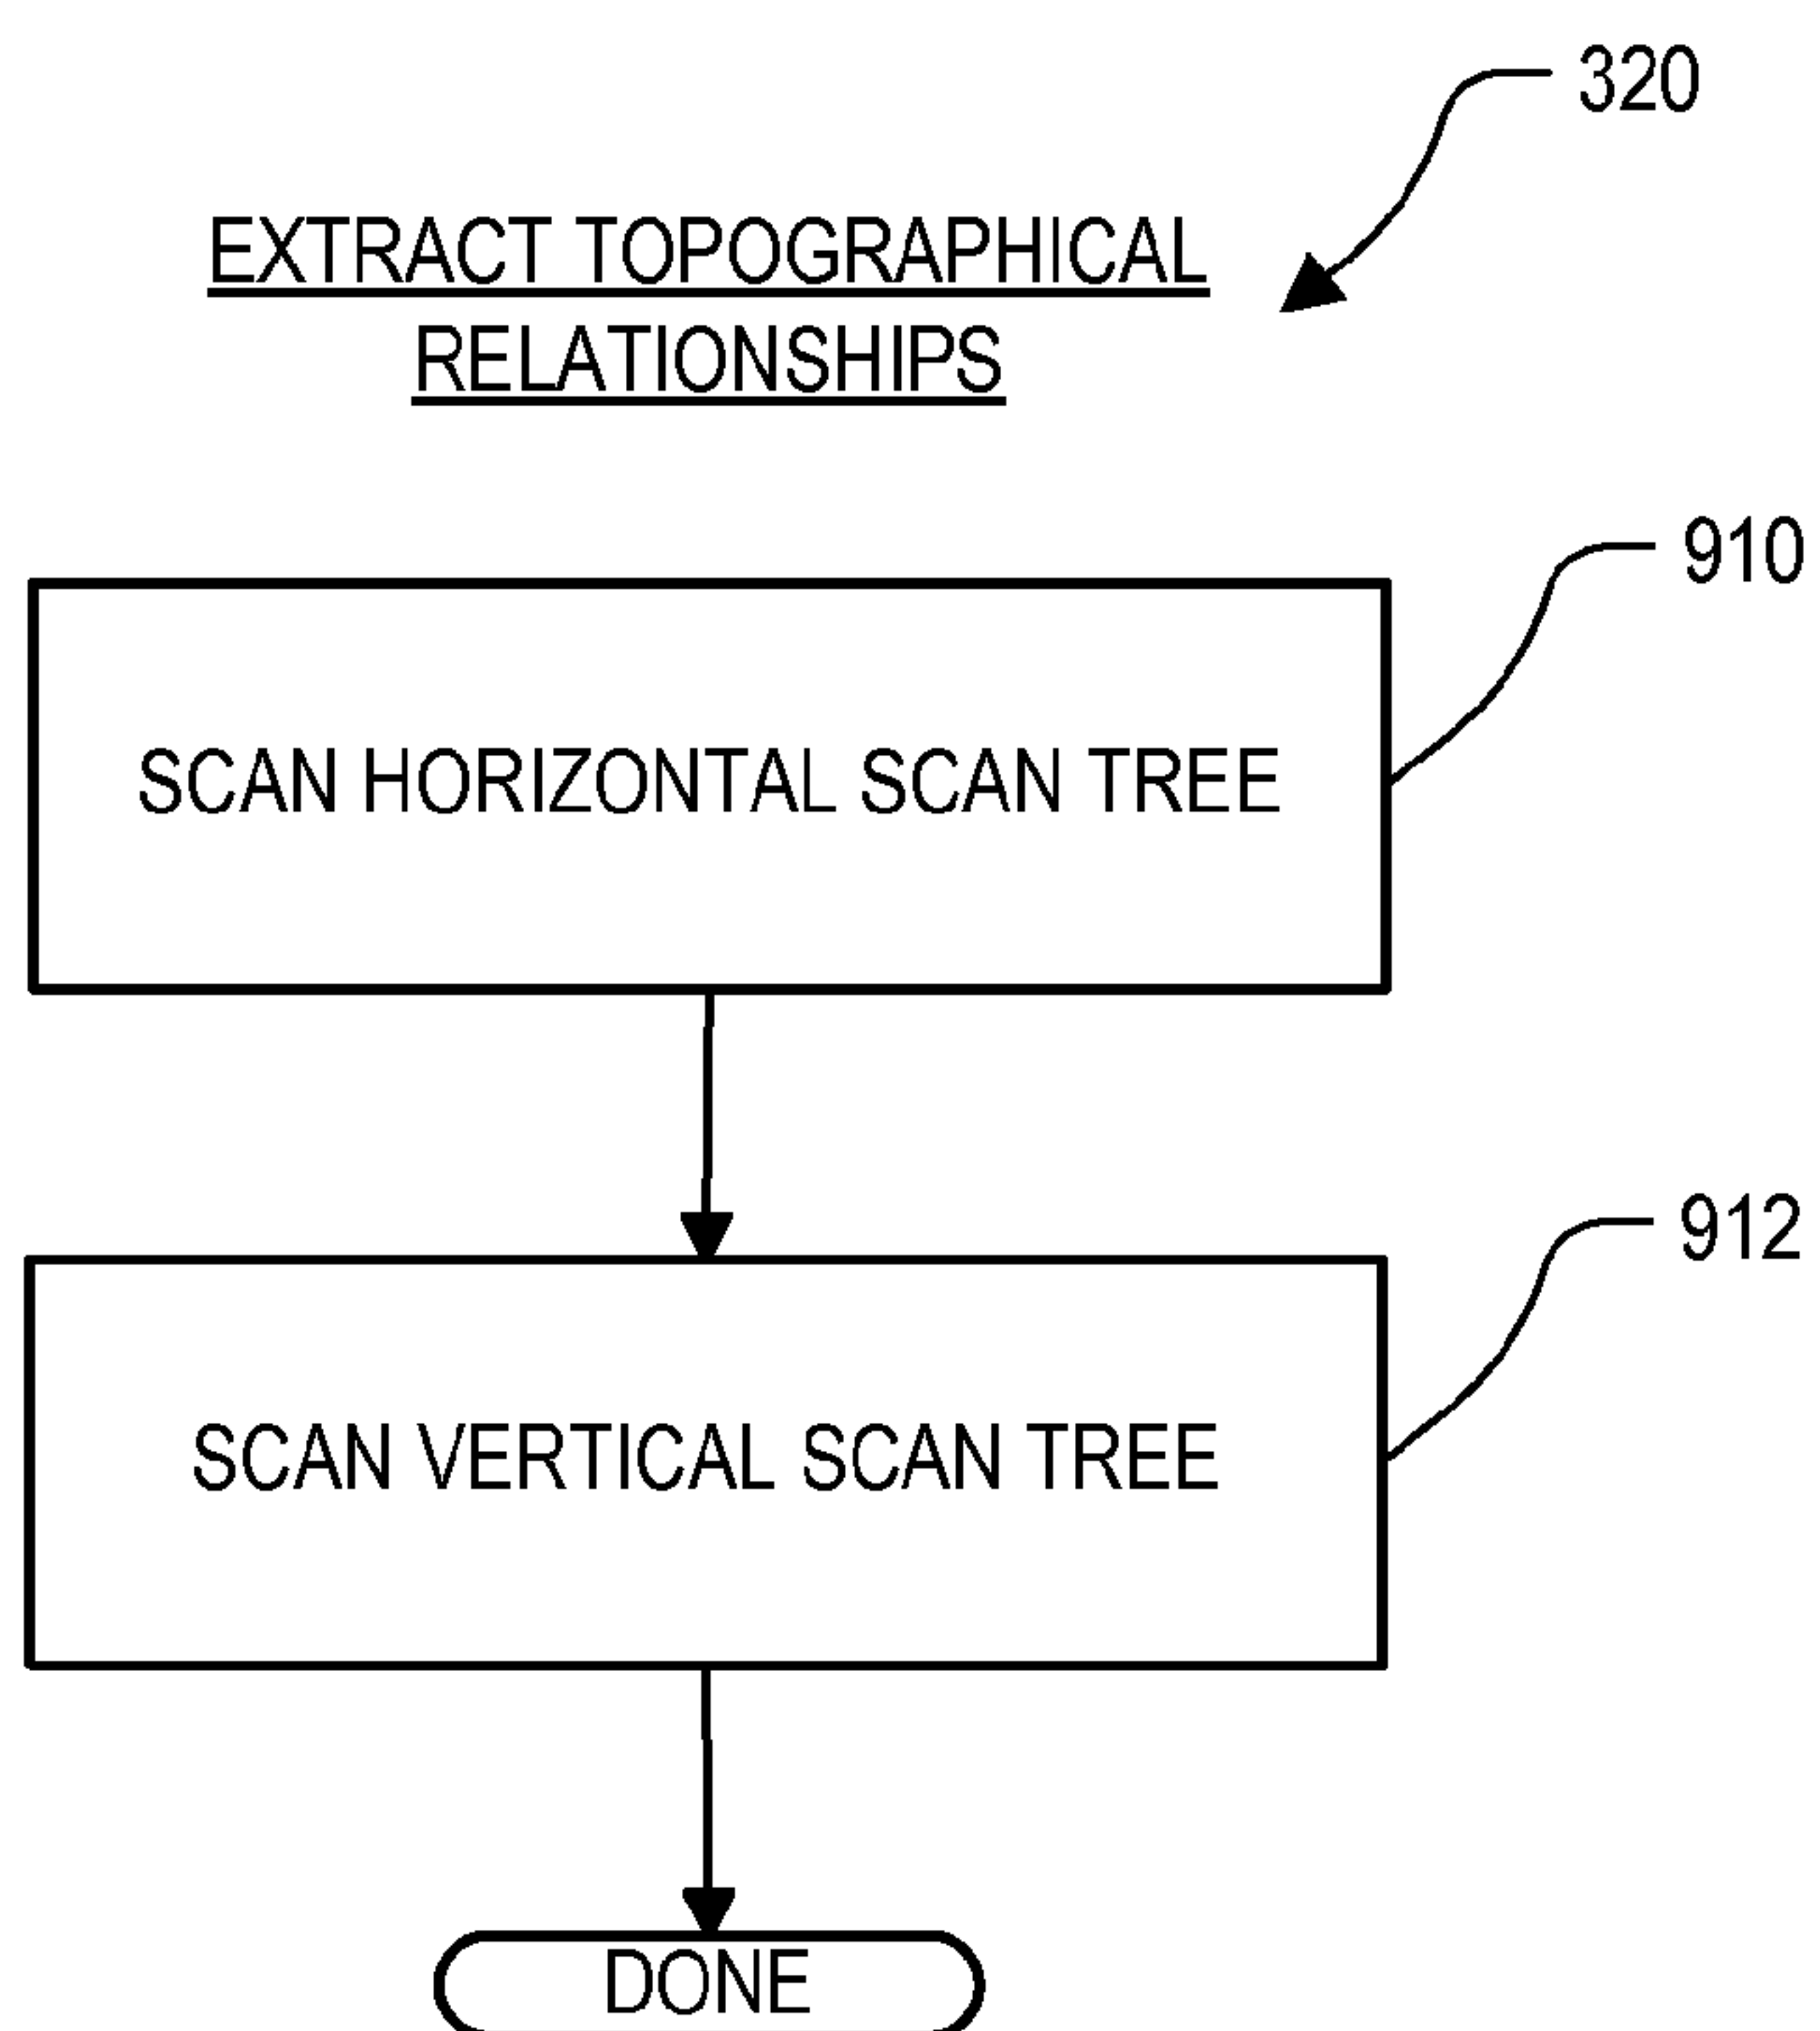 320
EXTRACT TOPOGRAPHICAL
RELATIONSHIPS
910
SCAN HORIZONTAL SCAN TREE
912
SCAN VERTICAL SCAN TREE
DONE